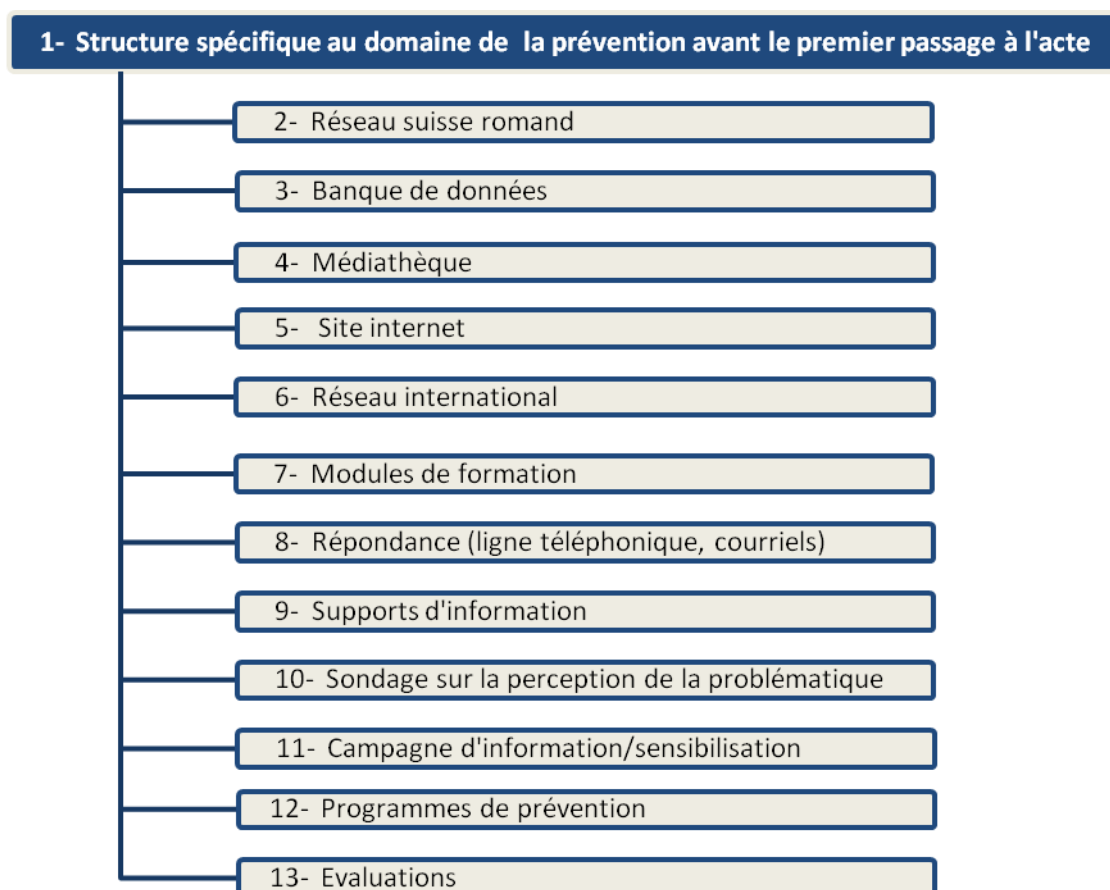 1- Structure spécifique au domaine de la prévention avant le premier passage à l'acte
2- Réseau suisse romand
3- Banque de données
4- Médiathèque
5- Site internet
6- Réseau international
7- Modules de formation
8- Répondance (ligne téléphonique, courriels)
9- Supports d'information
10- Sondage sur la perception de la problématique
11- Campagne d'information/sensibilisation
12- Programmes de prévention
13- Evaluations